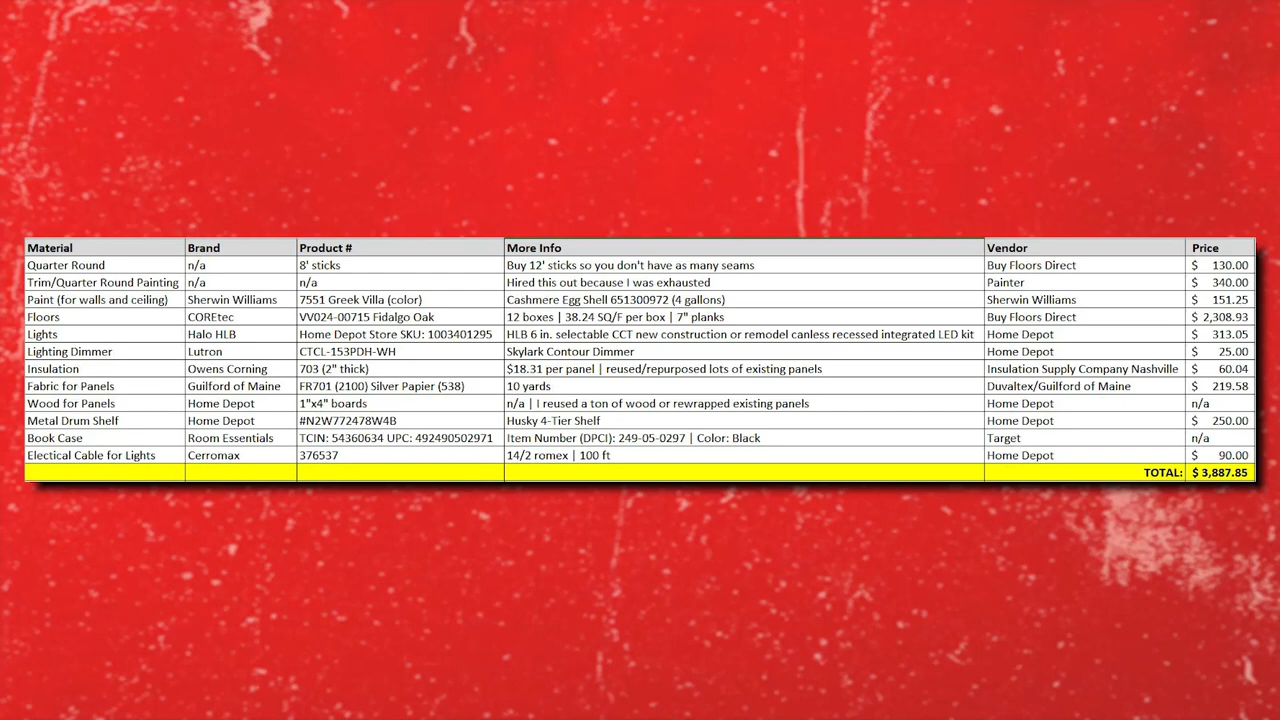 Material Brand Product # More Info Vendor Price
Quarter Round n/a 8' sticks Buy 12' sticks so you don't have as many seams Buy Floors Direct $ 130.00
Trim/Quarter Round Painting n/a n/a Hired this out because I was exhausted Painter $ 340.00
Paint (for walls and ceiling) Sherwin Williams 7551 Greek Villa (color) Cashmere Egg Shell 651300972 (4 gallons) Sherwin Williams $ 151.25
Floors COREtec VV024-00715 Fidalgo Oak 12 boxes | 38.24 SQ/F per box | 7" planks Buy Floors Direct $ 2,308.93
Lights Halo HLB Home Depot Store SKU: 1003401295 HLB 6 in. selectable CCT new construction or remodel canless recessed integrated LED kit Home Depot $ 313.05
Lighting Dimmer Lutron CTCL-153PDH-WH Skylark Contour Dimmer Home Depot $ 25.00
Insulation Owens Corning 703 (2" thick) $18.31 per panel | reused/repurposed lots of existing panels Insulation Supply Company Nashville $ 60.04
Fabric for Panels Guilford of Maine FR701 (2100) Silver Papier (538) 10 yards Duvaltex/Guilford of Maine $ 219.58
Wood for Panels Home Depot 1"x4" boards n/a | I reused a ton of wood or rewrapped existing panels Home Depot n/a
Metal Drum Shelf Home Depot #N2W772478W4B Husky 4-Tier Shelf Home Depot $ 250.00
Book Case Room Essentials TCIN: 54360634 UPC: 492490502971 Item Number (DPCI): 249-05-0297 | Color: Black Target n/a
Electical Cable for Lights Cerromax 376537 14/2 romex | 100 ft Home Depot $ 90.00
TOTAL: $ 3,887.85